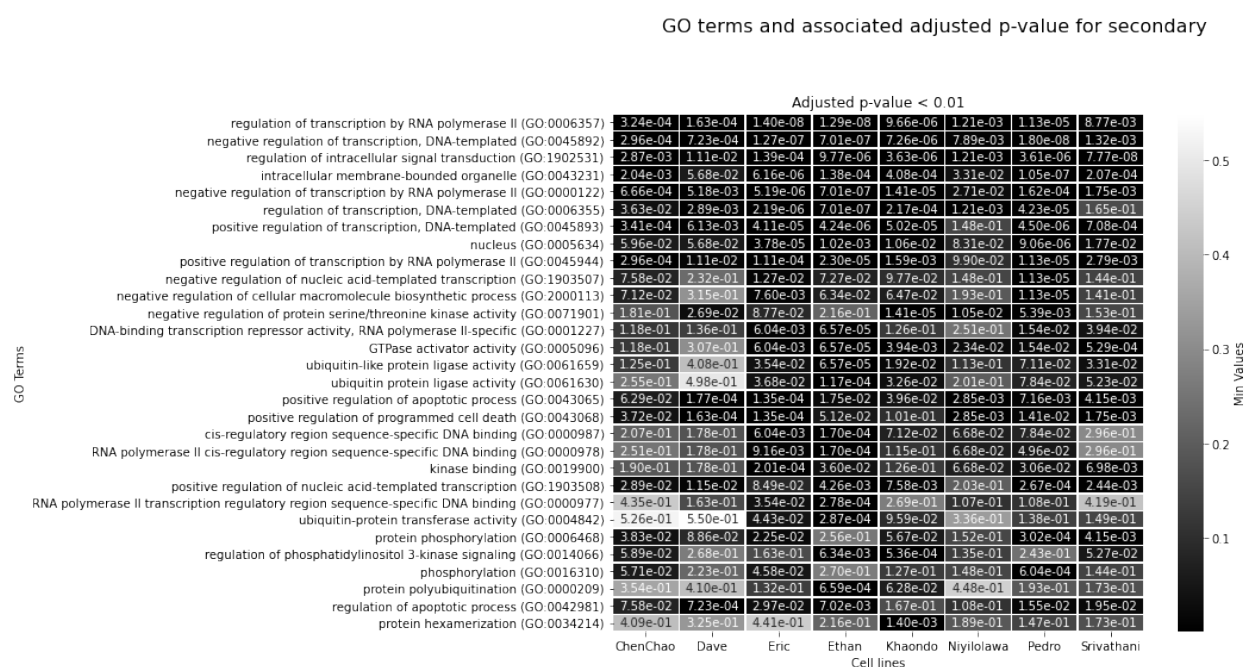 GO terms and associated adjusted p-value for secondary
Adjusted p-value < 0.01
regulation of transcription by RNA polymerase II (GO:0006357) 3.24e-04 1.63e-04 1.40e-08 1.29e-08 9.66e-06 1.21e-03 1.13e-05 8.77e-03
negative regulation of transcription, DNA-templated (GO:0045892) 2.96e-04 7.23e-04 1.27e-07 7.01e-07 7.26e-06 7.89e-03 1.80e-08 1.32e-03
regulation of intracellular signal transduction (GO:1902531) 2.87e-03 1.11e-02 1.39e-04 9.77e-06 3.63e-06 1.21e-03 3.61e-06 7.77e-08
intracellular membrane-bounded organelle (GO:0043231) 2.04e-03 5.68e-02 6.16e-06 1.38e-04 4.08e-04 3.31e-02 1.05e-07 2.07e-04
negative regulation of transcription by RNA polymerase II (GO:0000122) 6.66e-04 5.18e-03 5.19e-06 7.01e-07 1.41e-05 2.71e-02 1.62e-04 1.75e-03
regulation of transcription, DNA-templated (GO:0006355) 3.63e-02 2.89e-03 2.19e-06 7.01e-07 2.17e-04 1.21e-03 4.23e-05 1.65e-01
positive regulation of transcription, DNA-templated (GO:0045893) 3.41e-04 6.13e-03 4.11e-05 4.24e-06 5.02e-05 1.48e-01 4.50e-06 7.08e-04
nucleus (GO:0005634) 5.96e-02 5.68e-02 3.78e-05 1.02e-03 1.06e-02 8.31e-02 9.06e-06 1.77e-02
positive regulation of transcription by RNA polymerase II (GO:0045944) 2.96e-04 1.11e-02 1.11e-04 2.30e-05 1.59e-03 9.90e-02 1.13e-05 2.79e-03
negative regulation of nucleic acid-templated transcription (GO:1903507) 7.58e-02 2.32e-01 1.27e-02 7.27e-02 9.77e-02 1.48e-01 1.13e-05 1.44e-01
negative regulation of cellular macromolecule biosynthetic process (GO:2000113) 7.12e-02 3.15e-01 7.60e-03 6.34e-02 6.47e-02 1.93e-01 3.19e-05 1.41e-01
negative regulation of protein serine/threonine kinase activity (GO:0071901) 1.81e-01 2.69e-02 8.77e-02 2.16e-01 1.41e-05 1.05e-02 5.39e-03 1.53e-01
DNA-binding transcription repressor activity, RNA polymerase II-specific (GO:0001227) 1.18e-01 1.36e-01 6.04e-03 6.57e-05 1.26e-01 2.51e-01 1.54e-02 3.94e-02
GTPase activator activity (GO:0005096) 1.18e-01 3.07e-01 6.04e-03 6.57e-05 3.94e-03 2.34e-02 1.54e-02 5.29e-04
ubiquitin-like protein ligase activity (GO:0061659) 1.25e-01 4.08e-01 3.54e-02 6.57e-05 1.92e-02 1.13e-01 7.11e-02 3.31e-02
ubiquitin protein ligase activity (GO:0061630) 2.55e-01 4.98e-01 3.68e-02 1.17e-04 3.26e-02 2.01e-01 7.84e-02 5.23e-02
positive regulation of apoptotic process (GO:0043065) 6.29e-02 1.77e-04 1.35e-04 1.75e-02 3.96e-02 2.85e-03 7.16e-03 4.15e-03
positive regulation of programmed cell death (GO:0043068) 3.72e-02 1.63e-04 1.35e-04 5.12e-02 1.01e-01 2.85e-03 1.41e-02 1.75e-03
cis-regulatory region sequence-specific DNA binding (GO:0000987) 2.07e-01 1.78e-01 6.04e-03 1.70e-04 7.12e-02 6.68e-02 7.84e-02 2.96e-01
RNA polymerase II cis-regulatory region sequence-specific DNA binding (GO:0000978) 2.51e-01 1.78e-01 9.16e-03 1.70e-04 1.15e-01 6.68e-02 4.96e-02 2.96e-01
kinase binding (GO:0019900) 1.90e-01 1.78e-01 2.01e-04 3.60e-02 1.26e-01 6.68e-02 3.06e-02 6.98e-03
positive regulation of nucleic acid-templated transcription (GO:1903508) 2.89e-02 1.15e-02 8.49e-02 4.26e-03 7.58e-03 2.03e-01 2.67e-04 2.44e-03
RNA polymerase II transcription regulatory region sequence-specific DNA binding (GO:0000977) 4.35e-01 1.63e-01 3.54e-02 2.78e-04 2.69e-01 1.07e-01 1.08e-01 4.19e-01
ubiquitin-protein transferase activity (GO:0004842) 5.26e-01 5.50e-01 4.43e-02 2.87e-04 9.59e-02 3.36e-01 1.38e-01 1.49e-01
protein phosphorylation (GO:0006468) 3.83e-02 8.86e-02 2.25e-02 2.56e-01 5.67e-02 1.52e-01 3.02e-04 4.15e-03
regulation of phosphatidylinositol 3-kinase signaling (GO:0014066) 5.89e-02 2.68e-01 1.63e-01 6.34e-03 5.36e-04 1.35e-01 2.43e-01 5.27e-02
phosphorylation (GO:0016310) 5.71e-02 2.23e-01 4.58e-02 2.70e-01 1.27e-01 1.48e-01 6.04e-04 1.44e-01
protein polyubiquitination (GO:0000209) 3.54e-01 4.10e-01 1.32e-01 6.59e-04 6.28e-02 4.48e-01 1.93e-01 1.73e-01
regulation of apoptotic process (GO:0042981) 7.58e-02 7.23e-04 2.97e-02 7.02e-03 1.67e-01 1.08e-01 1.55e-02 1.95e-02
protein hexamerization (GO:0034214) 4.09e-01 3.25e-01 4.41e-01 2.16e-01 1.40e-03 1.89e-01 1.47e-01 1.73e-01
ChenChao Dave Eric Ethan Khaondo Niyilolawa Pedro Srivathani
Cell lines
GO Terms
0.5
0.4
0.3
0.2
0.1
Min Values